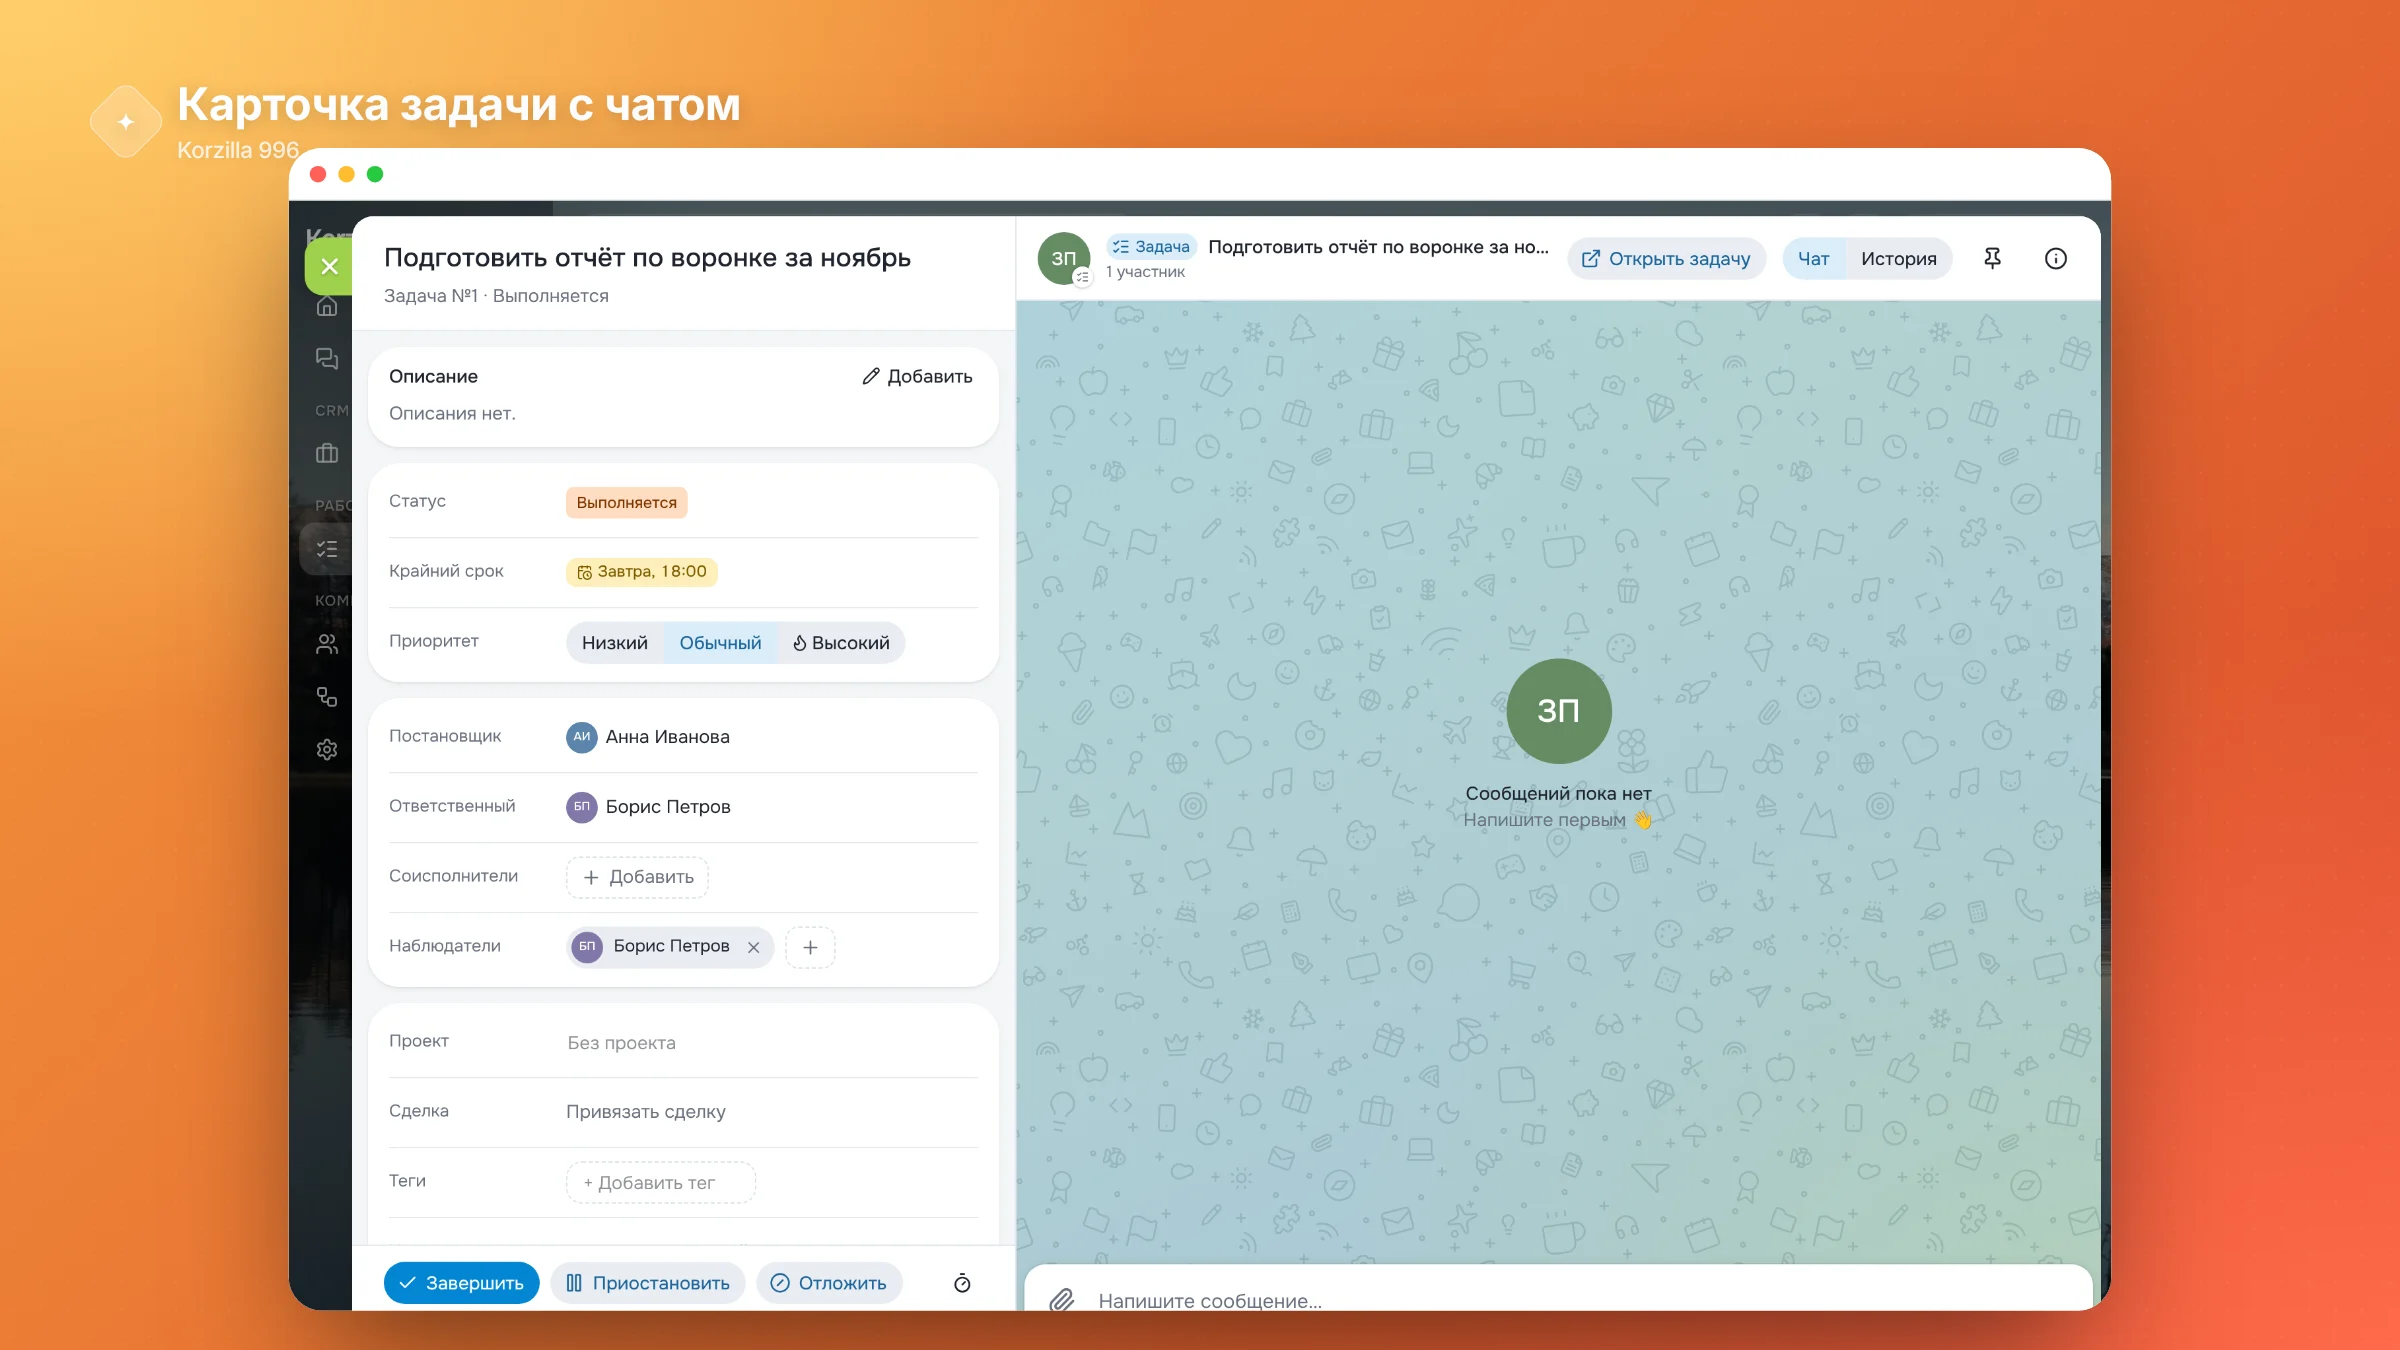 Карточка задачи с чатом
Korzilla 996
Подготовить отчёт по воронке за ноябрь
Задача №1 · Выполняется
Описание
Добавить
Описания нет.
Статус
Выполняется
Крайний срок
Завтра, 18:00
Приоритет
Низкий
Обычный
Высокий
Постановщик
АИ
Анна Иванова
Ответственный
БП
Борис Петров
Соисполнители
Добавить
Наблюдатели
БП
Борис Петров
Проект
Без проекта
Сделка
Привязать сделку
Теги
+ Добавить тег
Завершить
Приостановить
Отложить
CRM
ЗП
Задача
Подготовить отчёт по воронке за но...
1 участник
Открыть задачу
Чат
История
ЗП
Сообщений пока нет
Напишите первым 👋
Напишите сообщение...